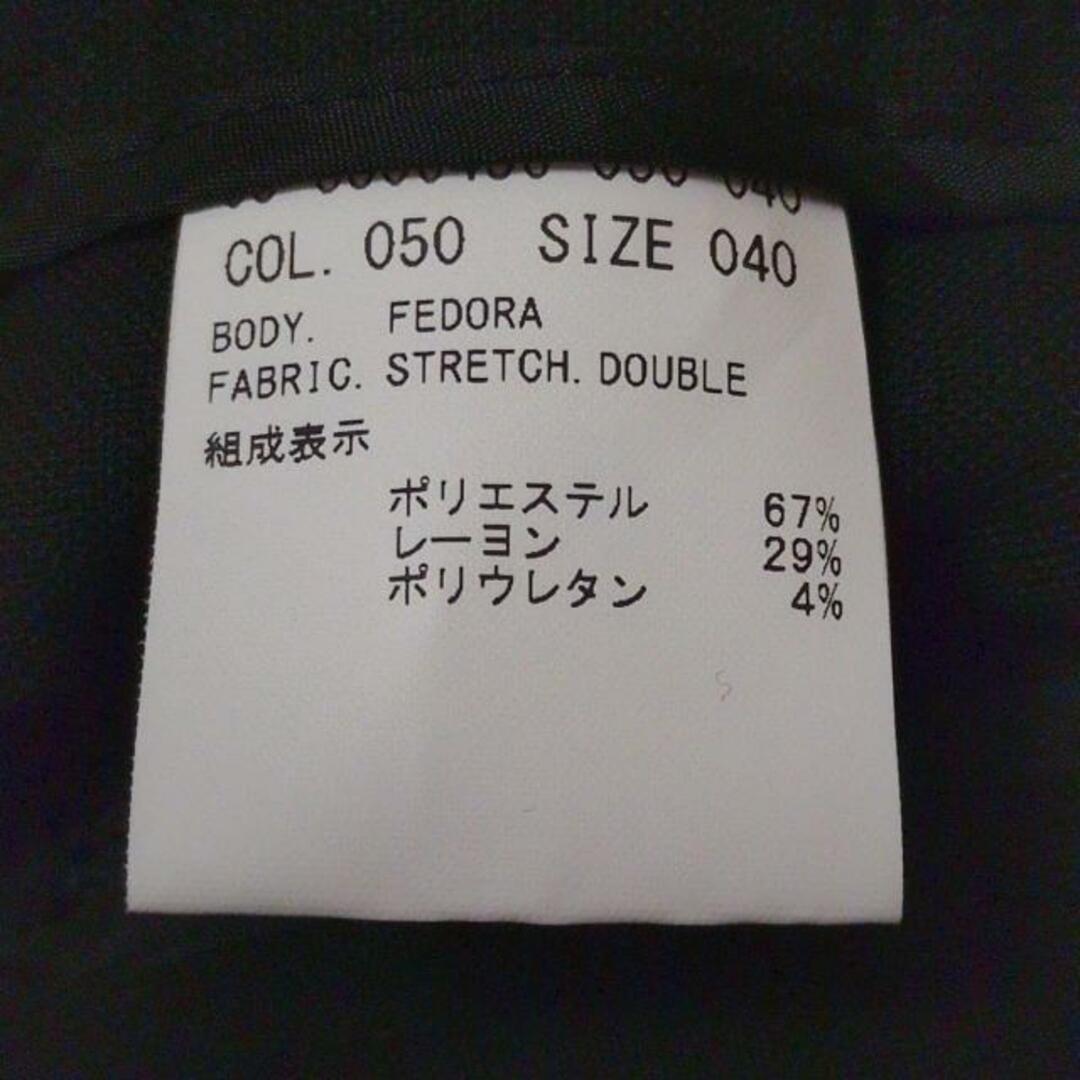 COL. 050 SIZE 040
BODY. FEDORA
FABRIC. STRETCH. DOUBLE
組成表示
ポリエステル 67%
レーヨン 29%
ポリウレタン 4%